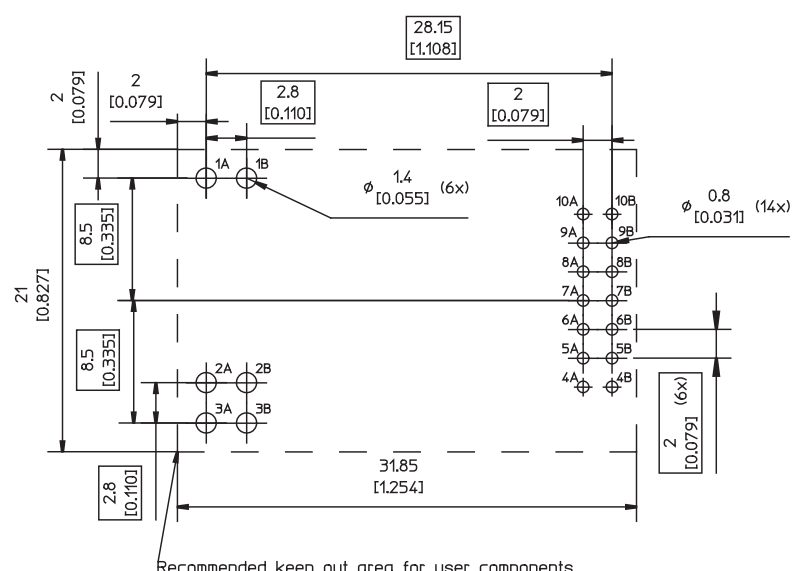 28.15
[1.108]
2
[0.079]
2
[0.079]
2.8
[0.110]
2
[0.079]
1A
1B
ϕ 1.4
[0.055] (6x)
ϕ 0.8
[0.031] (14x)
10A
10B
9A
9B
8A
8B
7A
7B
6A
6B
5A
5B
4A
4B
8.5
[0.335]
21
[0.827]
8.5
[0.335]
2A
2B
3A
3B
2 (6x)
[0.079]
2.8
[0.110]
31.85
[1.254]
Recommended keep out area for user components